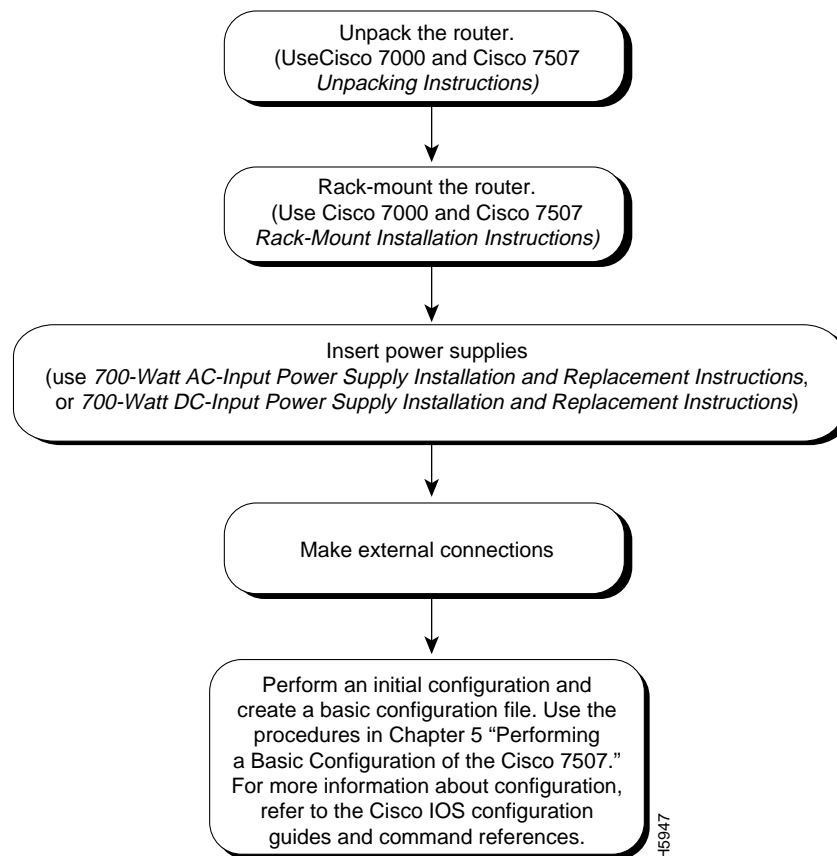 Unpack the router.
(UseCisco 7000 and Cisco 7507
Unpacking Instructions)
Rack-mount the router.
(Use Cisco 7000 and Cisco 7507
Rack-Mount Installation Instructions)
Insert power supplies
(use 700-Watt AC-Input Power Supply Installation and Replacement Instructions,
or 700-Watt DC-Input Power Supply Installation and Replacement Instructions)
Make external connections
Perform an initial configuration and
create a basic configuration file. Use the
procedures in Chapter 5 “Performing
a Basic Configuration of the Cisco 7507.”
For more information about configuration,
refer to the Cisco IOS configuration
guides and command references.
H5947